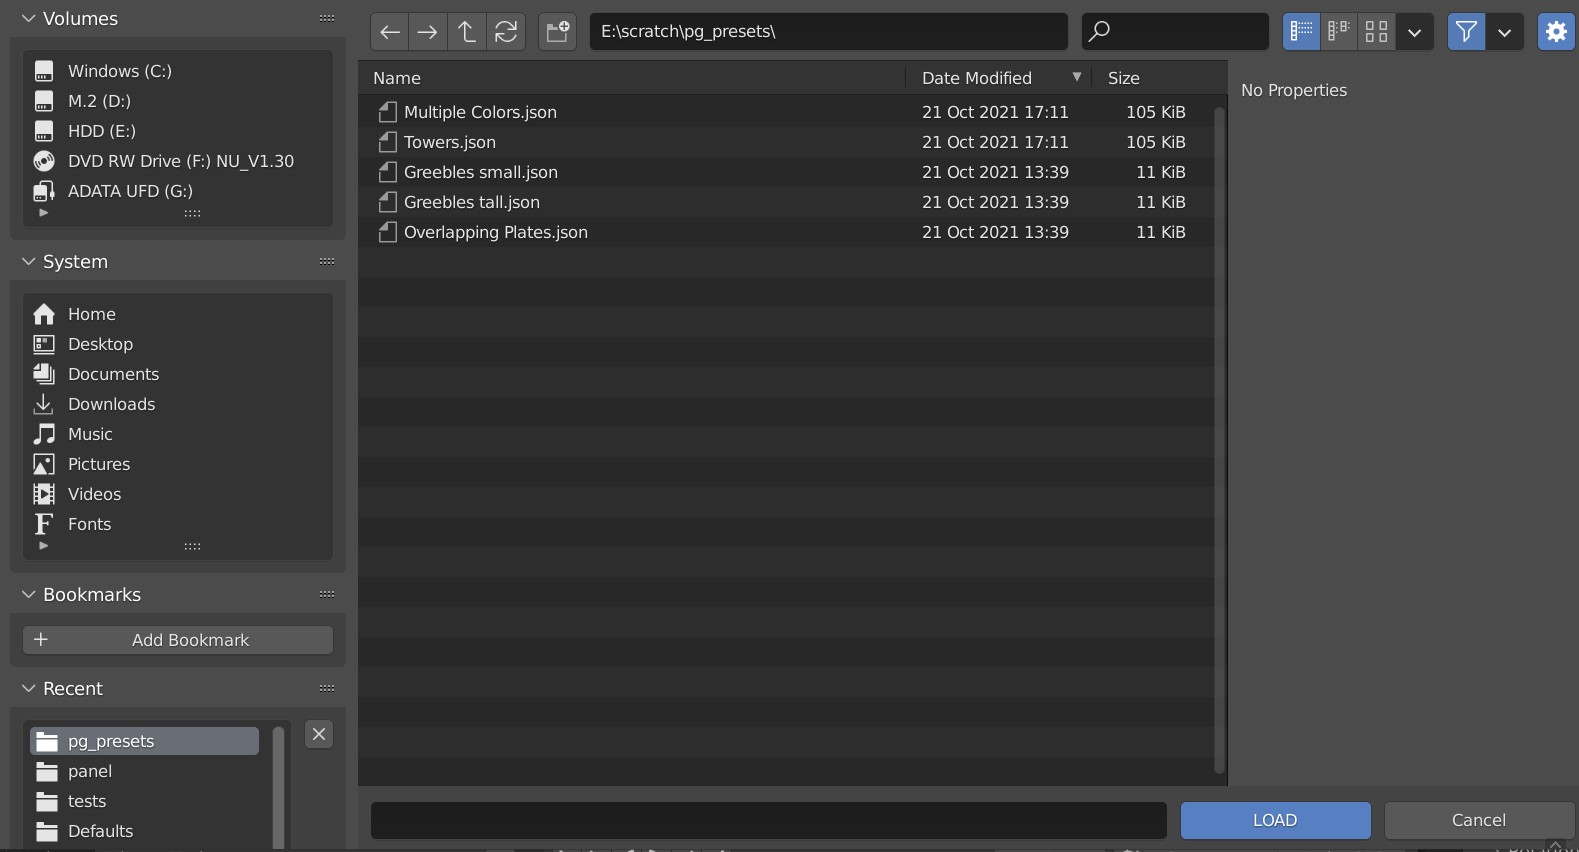 Volumes
Windows (C:)
M.2 (D:)
HDD (E:)
DVD RW Drive (F:) NU_V1.30
ADATA UFD (G:)
System
Home
Desktop
Documents
Downloads
Music
Pictures
Videos
Fonts
Bookmarks
Add Bookmark
Recent
pg_presets
panel
tests
Defaults
E:\scratch\pg_presets\
Name Date Modified Size
Multiple Colors.json 21 Oct 2021 17:11 105 KiB
Towers.json 21 Oct 2021 17:11 105 KiB
Greebles small.json 21 Oct 2021 13:39 11 KiB
Greebles tall.json 21 Oct 2021 13:39 11 KiB
Overlapping Plates.json 21 Oct 2021 13:39 11 KiB
No Properties
LOAD Cancel